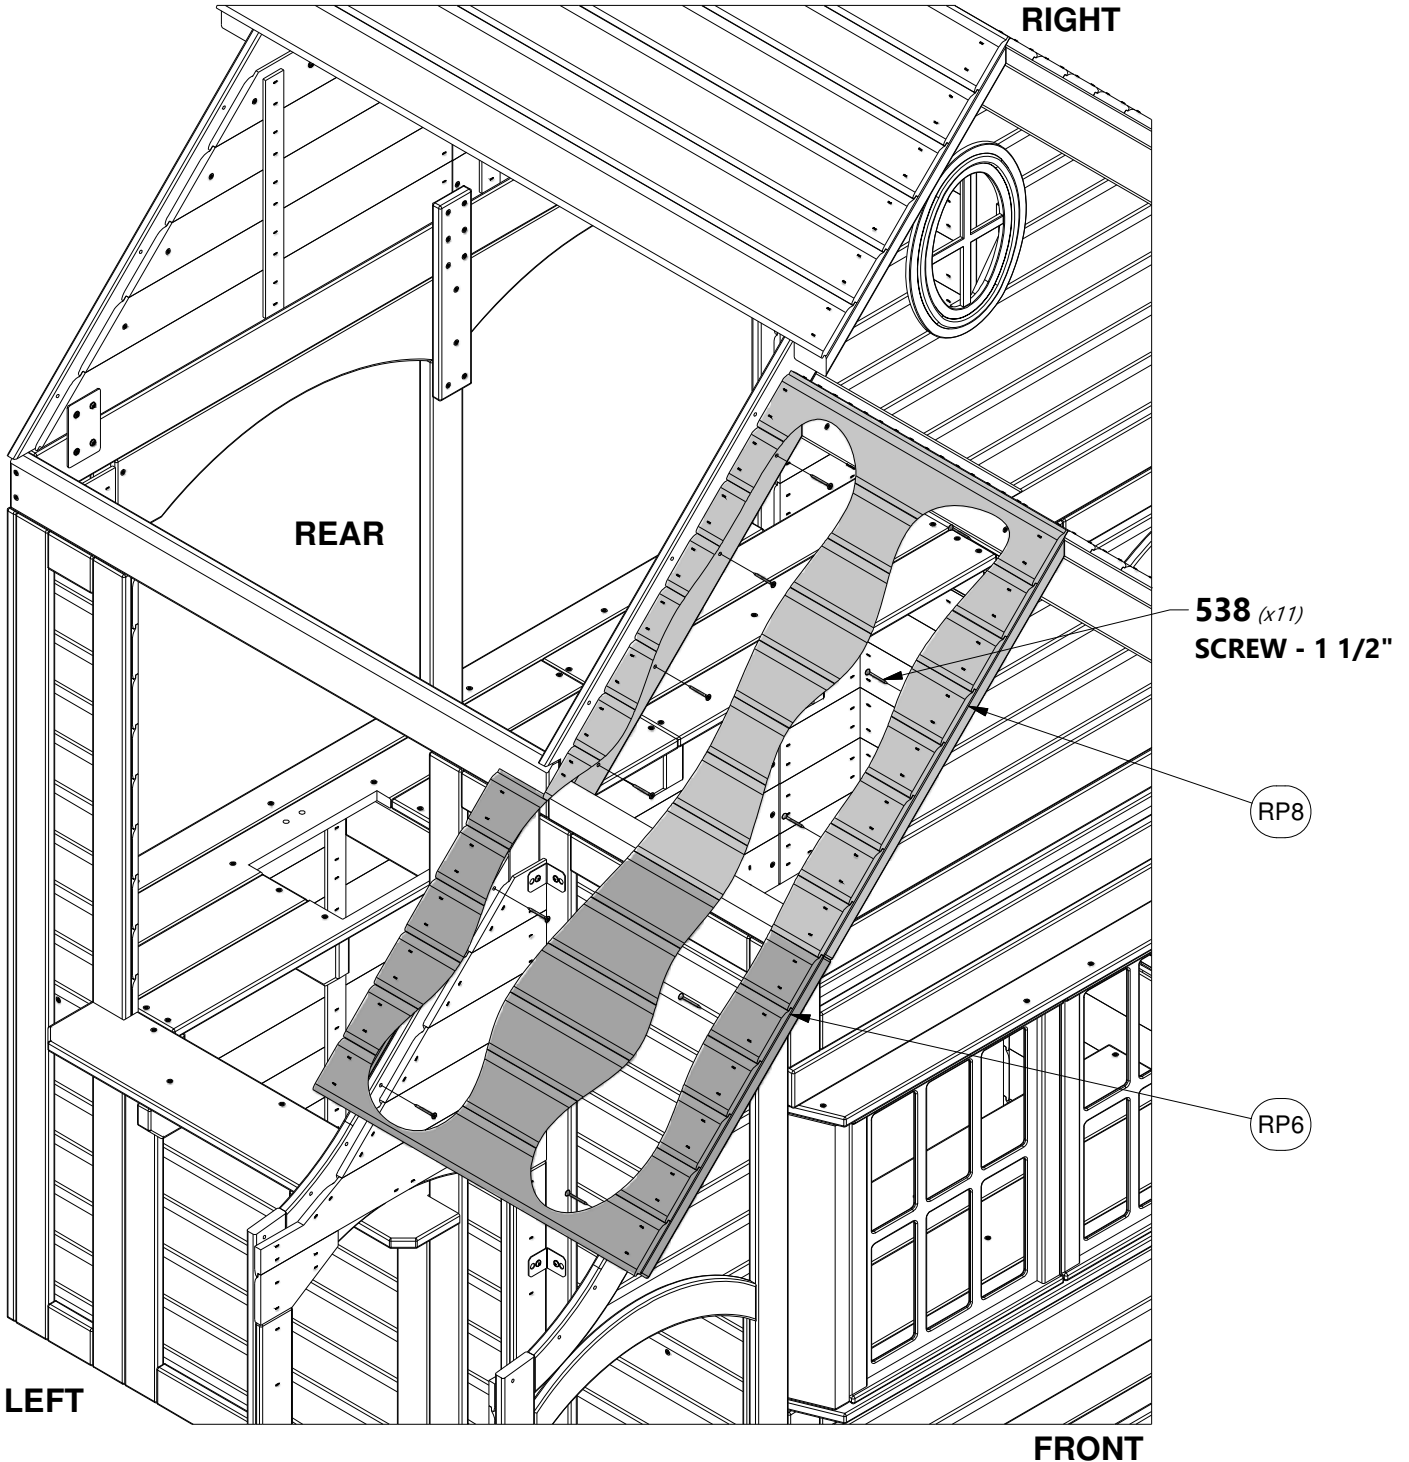 RIGHT
REAR
538 (x11)
SCREW - 1 1/2"
RP8
RP6
LEFT
FRONT